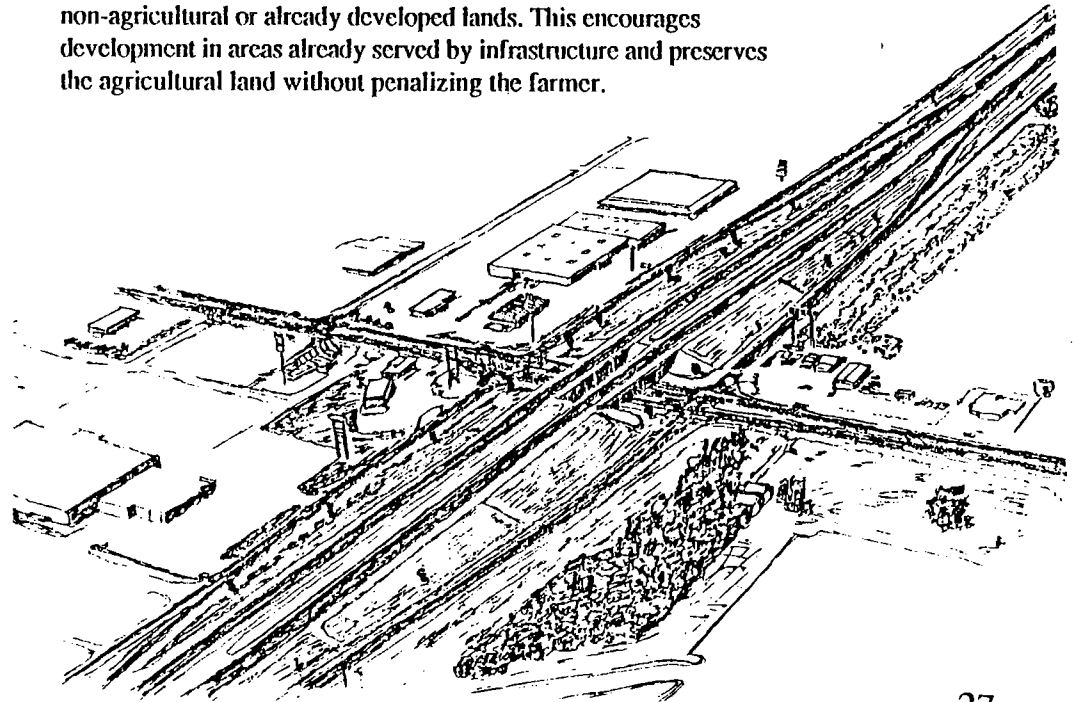 non-agricultural or already developed lands. This encourages
development in areas already served by infrastructure and preserves
the agricultural land without penalizing the farmer.
27